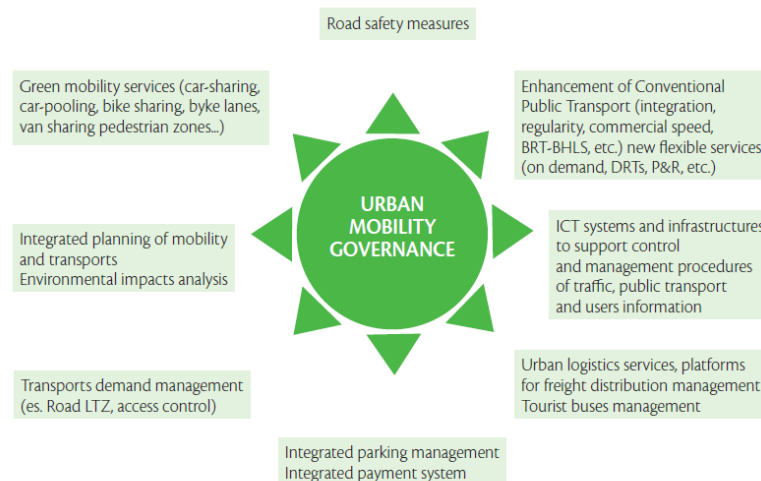 Road safety measures
Green mobility services (car-sharing,
car-pooling, bike sharing, byke lanes,
van sharing pedestrian zones...)
Enhancement of Conventional
Public Transport (integration,
regularity, commercial speed,
BRT-BHLS, etc.) new flexible services
(on demand, DRTs, P&R, etc.)
URBAN
MOBILITY
GOVERNANCE
Integrated planning of mobility
and transports
Environmental impacts analysis
ICT systems and infrastructures
to support control
and management procedures
of traffic, public transport
and users information
Transports demand management
(es. Road LTZ, access control)
Urban logistics services, platforms
for freight distribution management
Tourist buses management
Integrated parking management
Integrated payment system